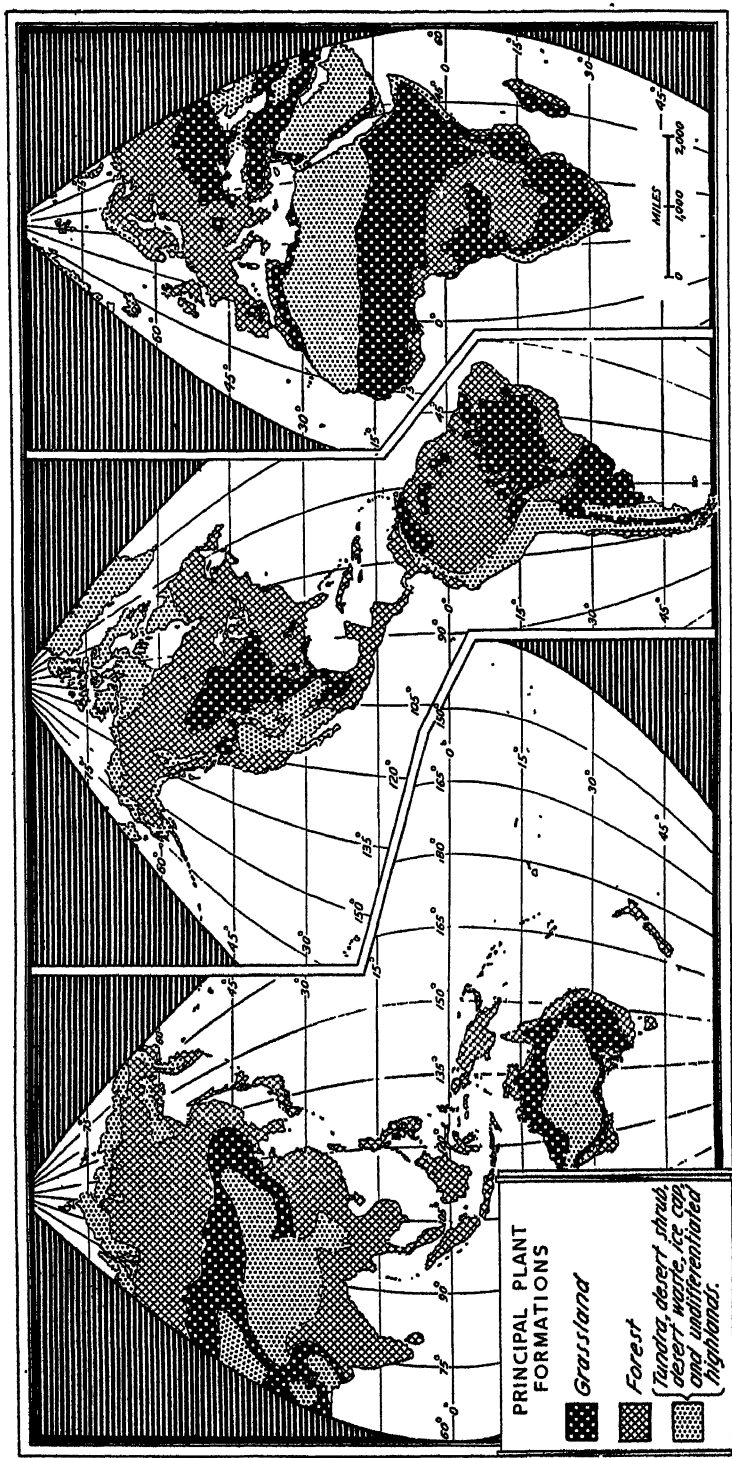 PRINCIPAL PLANT
FORMATIONS
Grassland
Forest
Tundra, desert shrub,
desert waste, ice cap,
and undifferentiated
highlands.
MILES
0 1,000 2,000
75°
60°
45°
30°
15°
0°
15°
30°
45°
60°
75°
90°
105°
120°
135°
150°
165°
180°
165°
150°
135
120°
105°
90°
45°
0°
60°